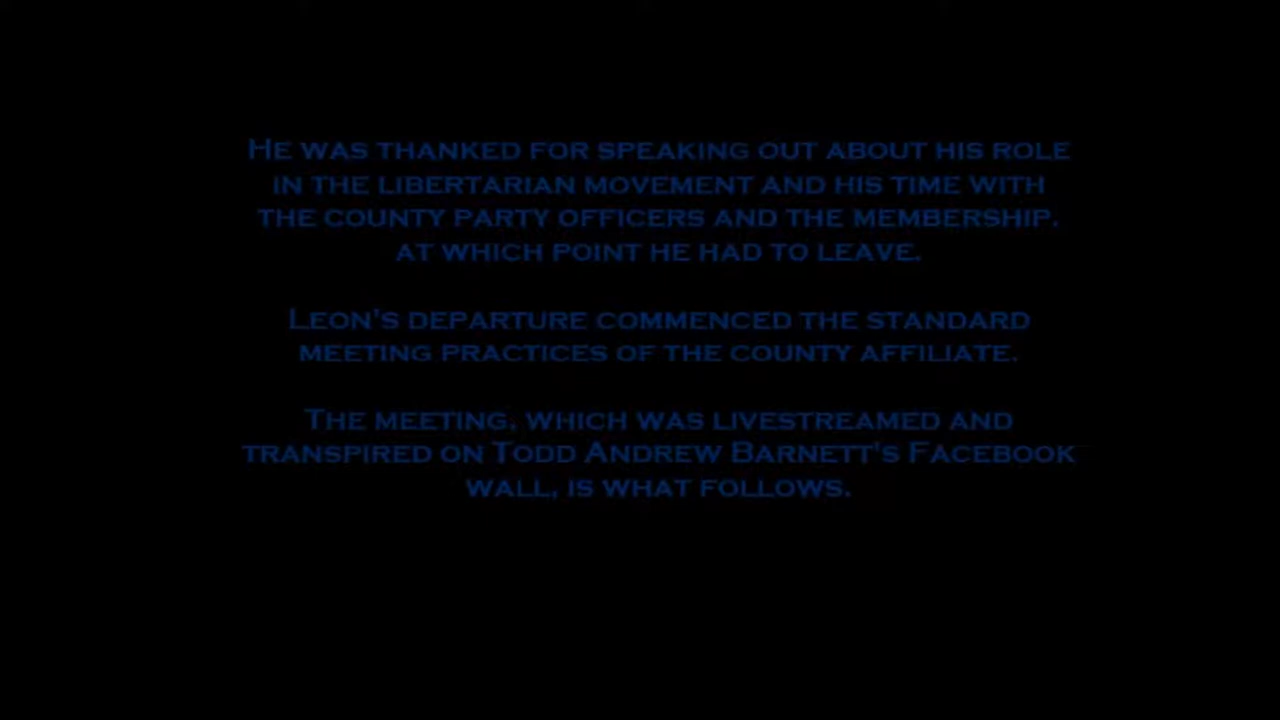 He was thanked for speaking out about his role
in the libertarian movement and his time with
the county party officers and the membership,
at which point he had to leave.
Leon's departure commenced the standard
meeting practices of the county affiliate.
The meeting, which was livestreamed and
transpired on Todd Andrew Barnett's Facebook
wall, is what follows.